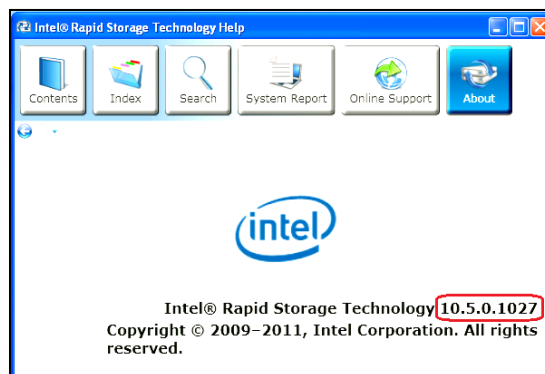 Intel® Rapid Storage Technology Help
Contents Index Search System Report Online Support About
intel
Intel® Rapid Storage Technology 10.5.0.1027
Copyright © 2009–2011, Intel Corporation. All rights
reserved.